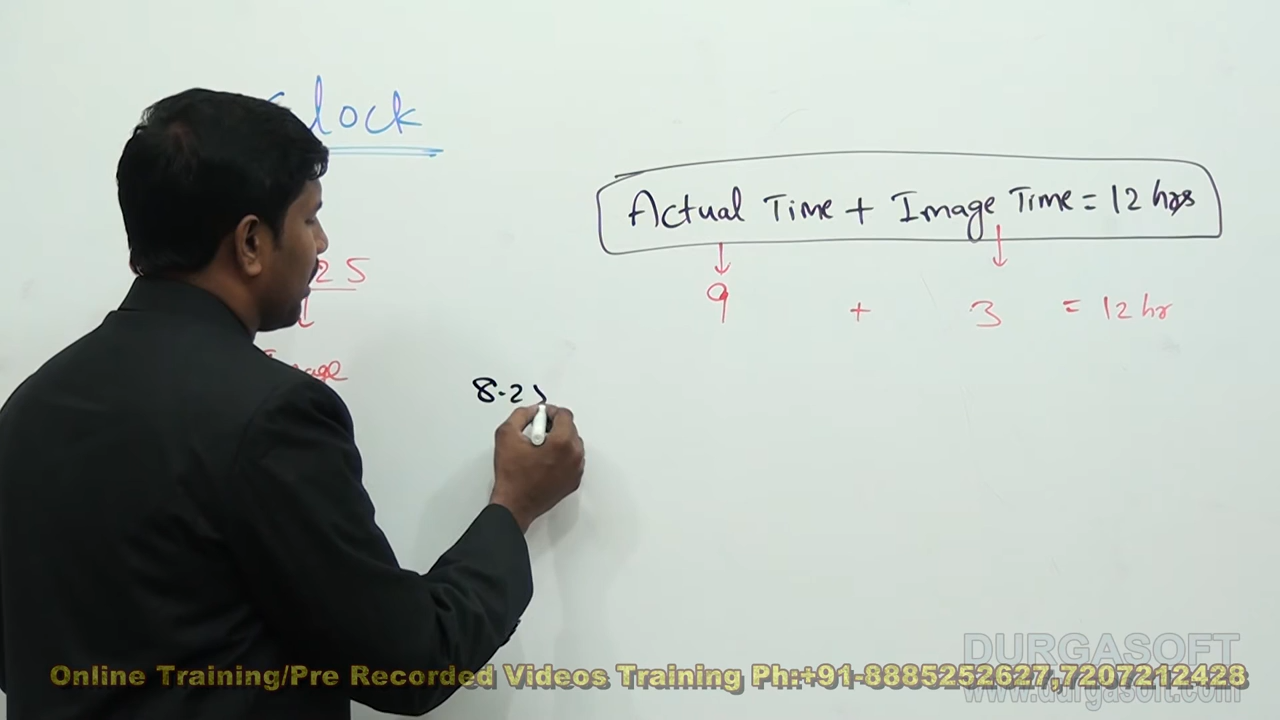 Clock
Actual Time + Image Time = 12 hrs
25
9 + 3 = 12 hr
Image
8.2
DURGASOFT
www.durgasoft.com
Online Training/Pre Recorded Videos Training Ph:+91-8885252627,7207212428